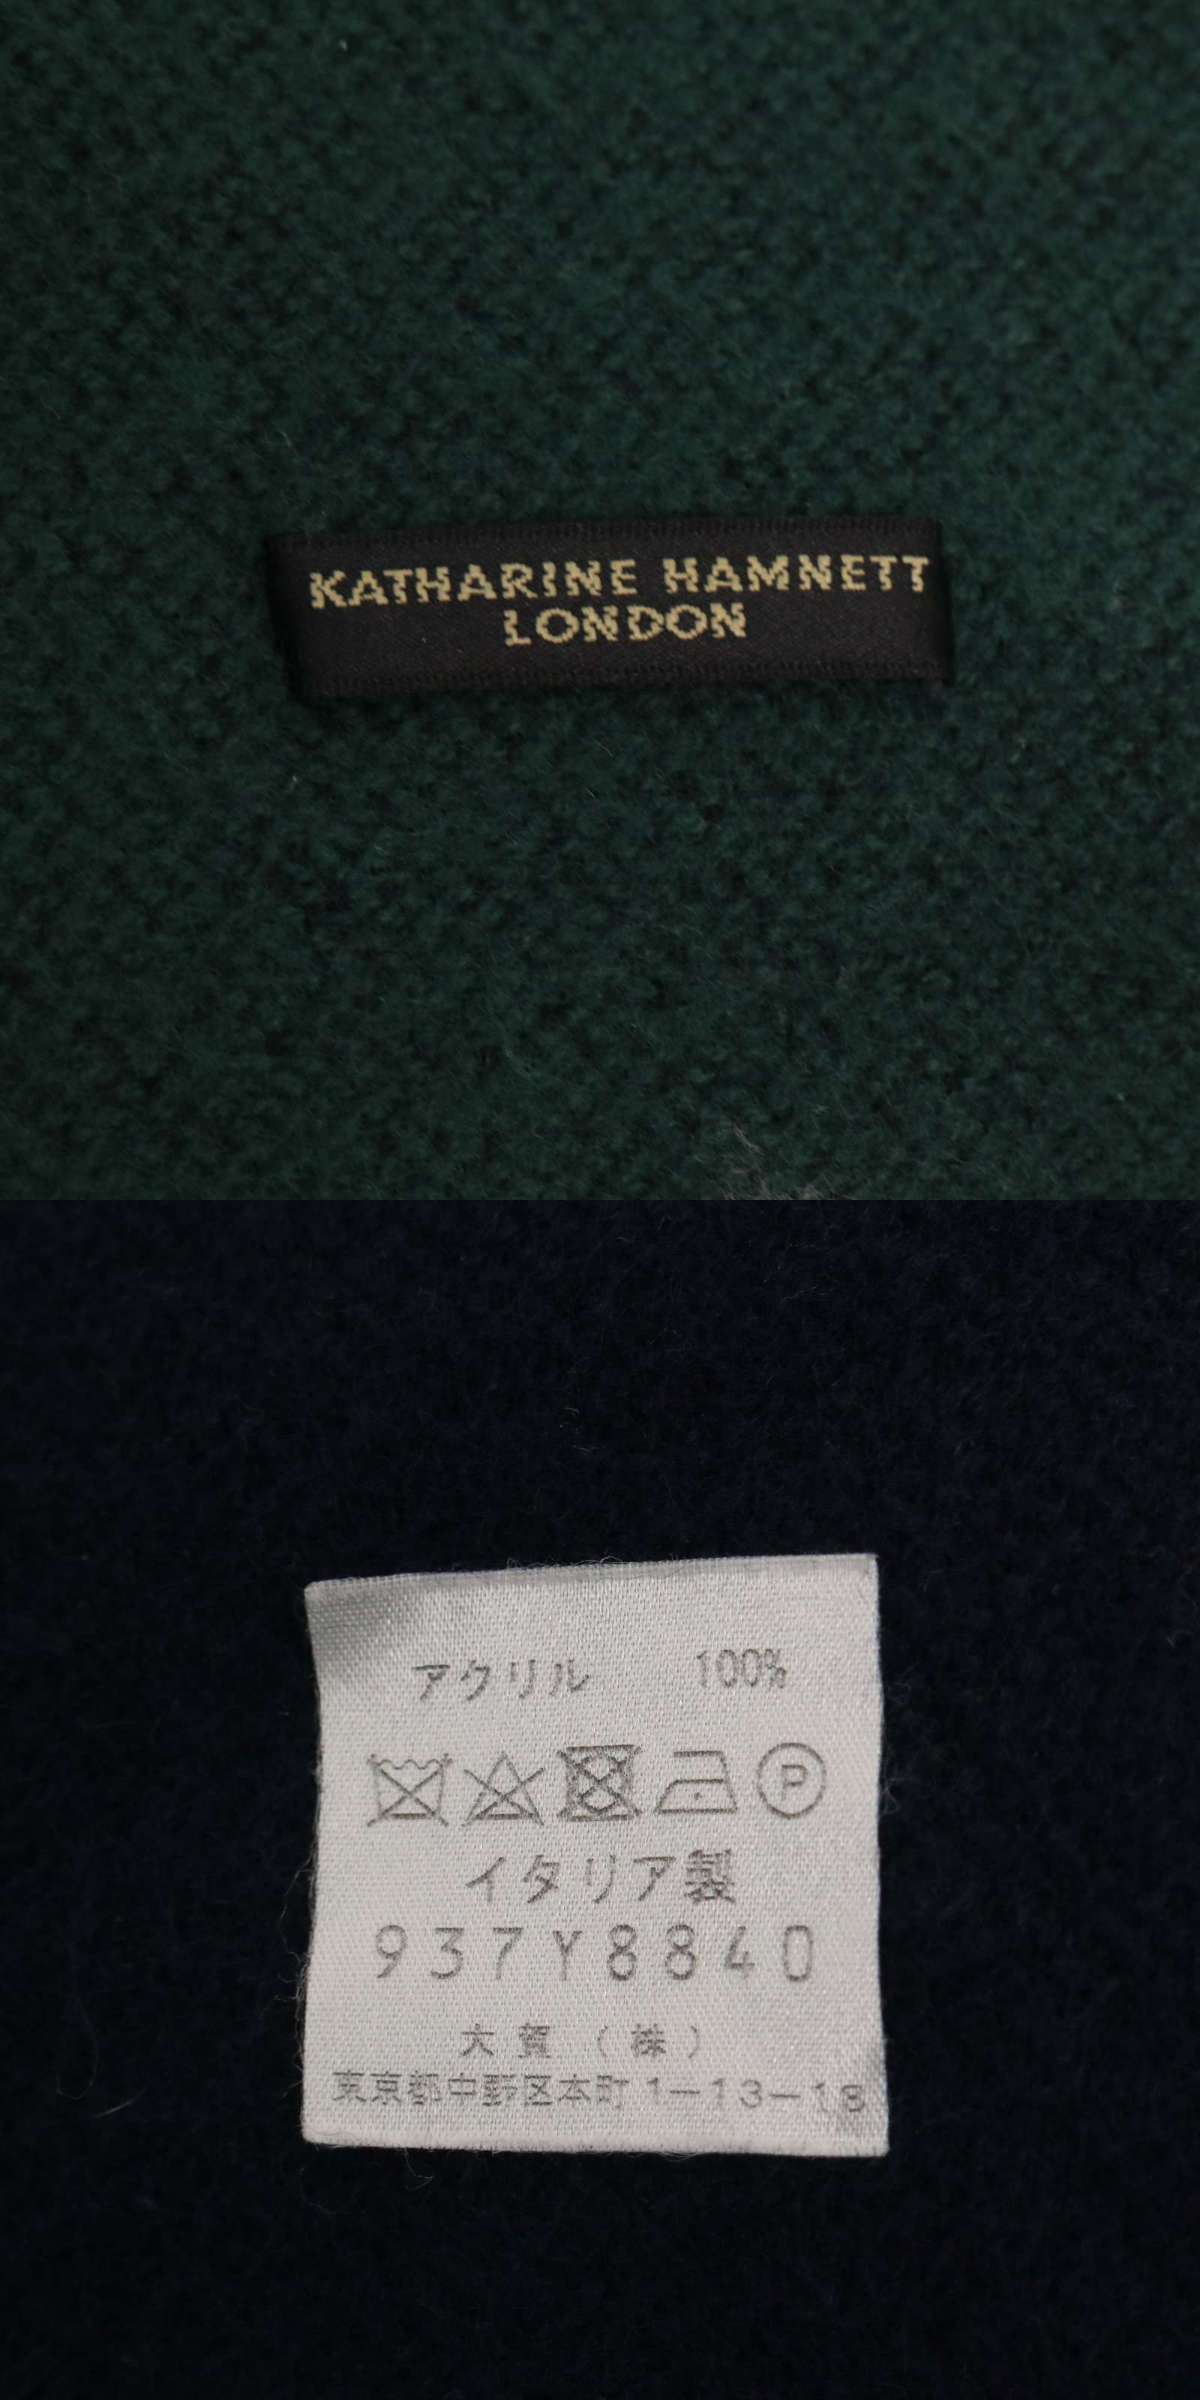 KATHARINE HAMNETT
LONDON
アクリル 100%
P
イタリア製
937Y8840
大賀（株）
東京都中野区本町1-13-18